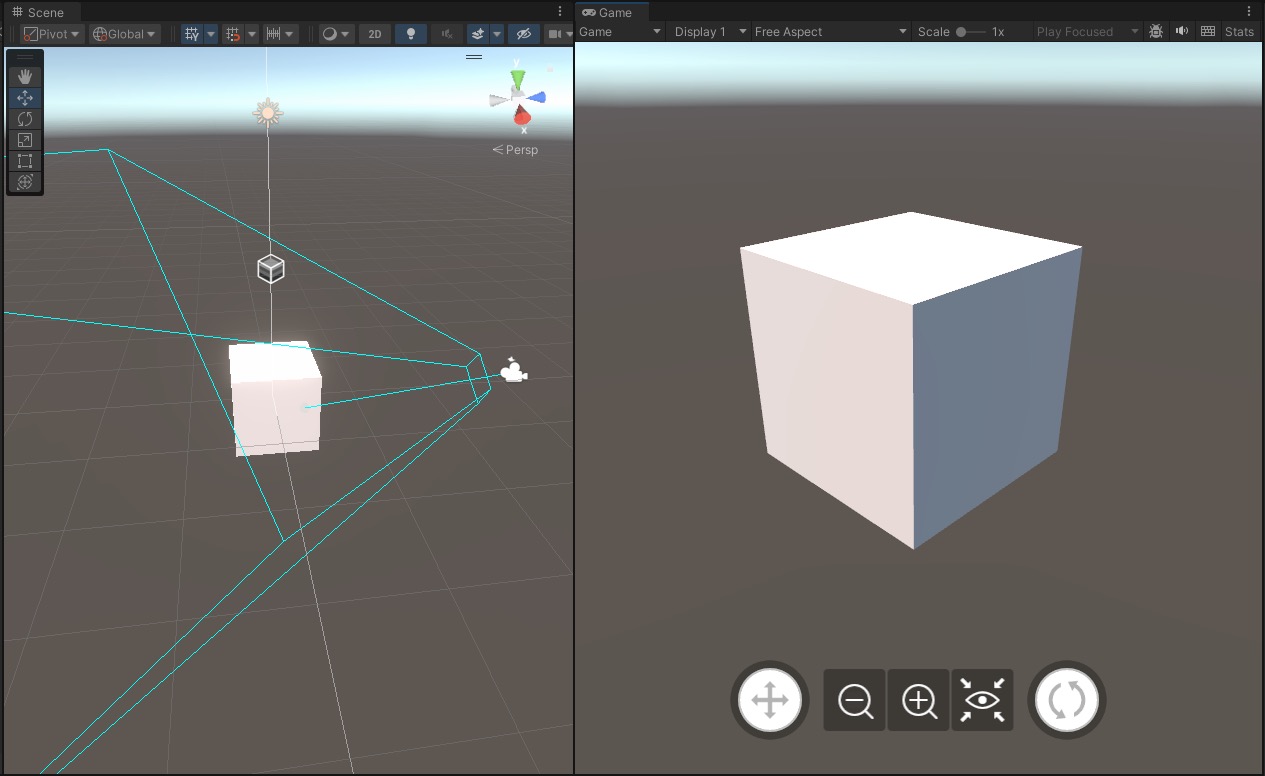 Scene
Pivot Global 2D
y
x
Persp
Game
Game Display 1 Free Aspect Scale 1x Play Focused Stats